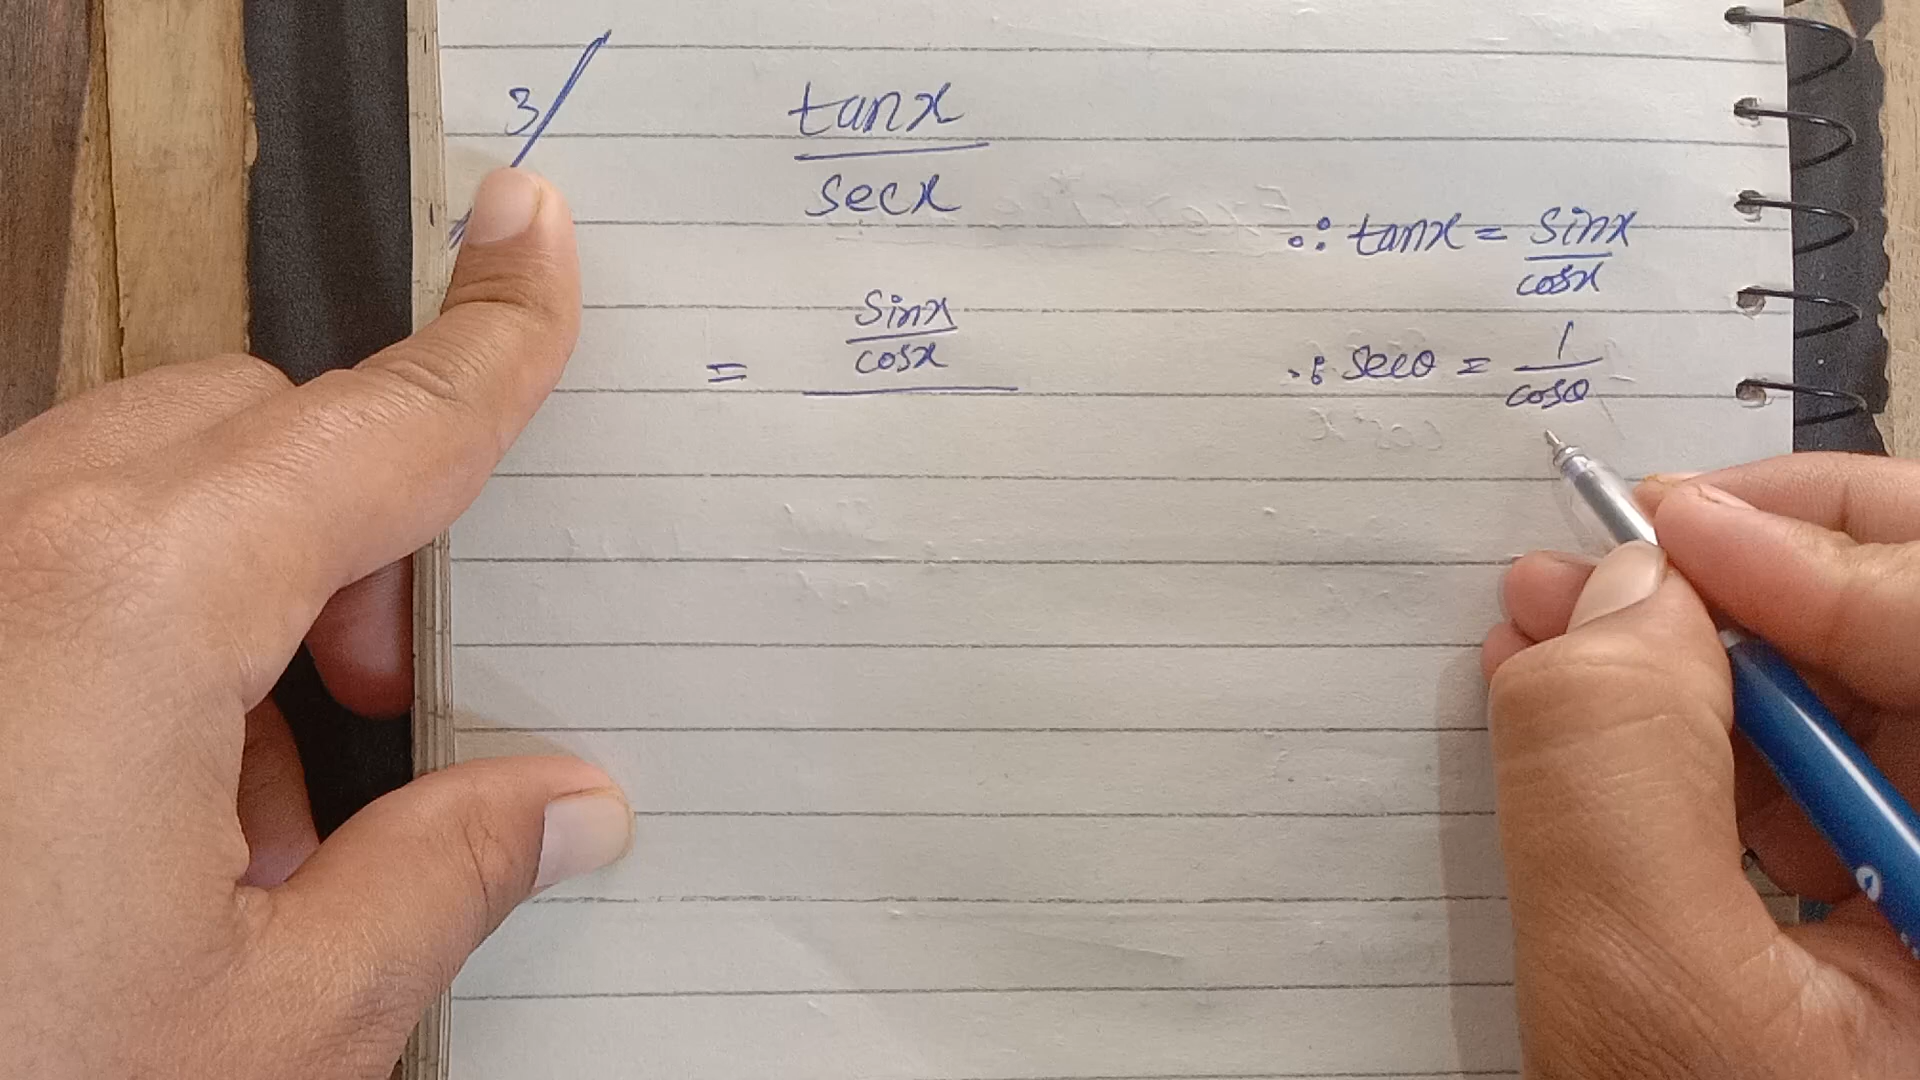 3/ tanx
secx
∵ tanx = sinx
cosx
sinx
cosx
=
∵ secθ = 1
cosθ